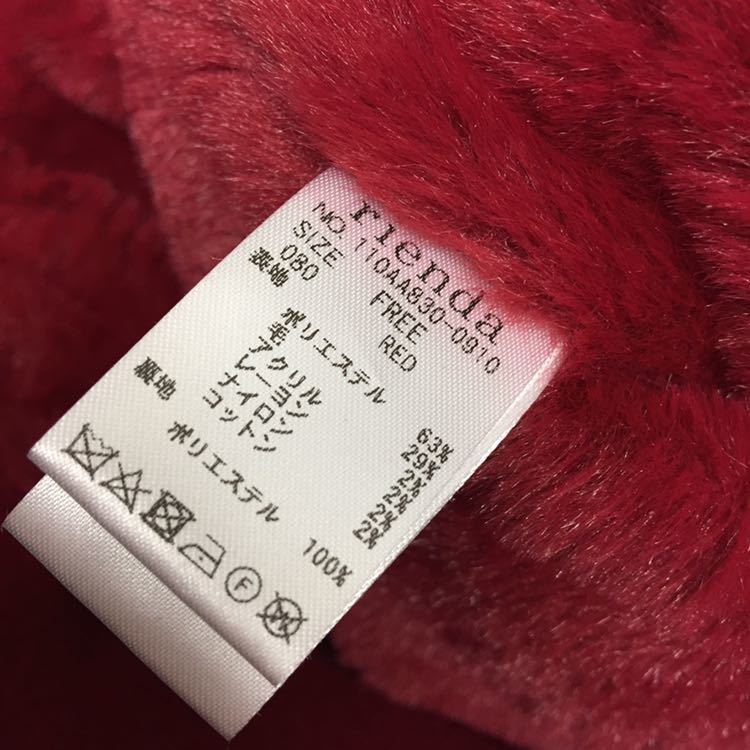 rienda
NO. 110AA830-0910
SIZE FREE
080 RED
表地
ポリエステル 63%
毛 29%
アクリル 2%
レーヨン 2%
ナイロン 2%
コットン 2%
裏地
ポリエステル 100%
F
W